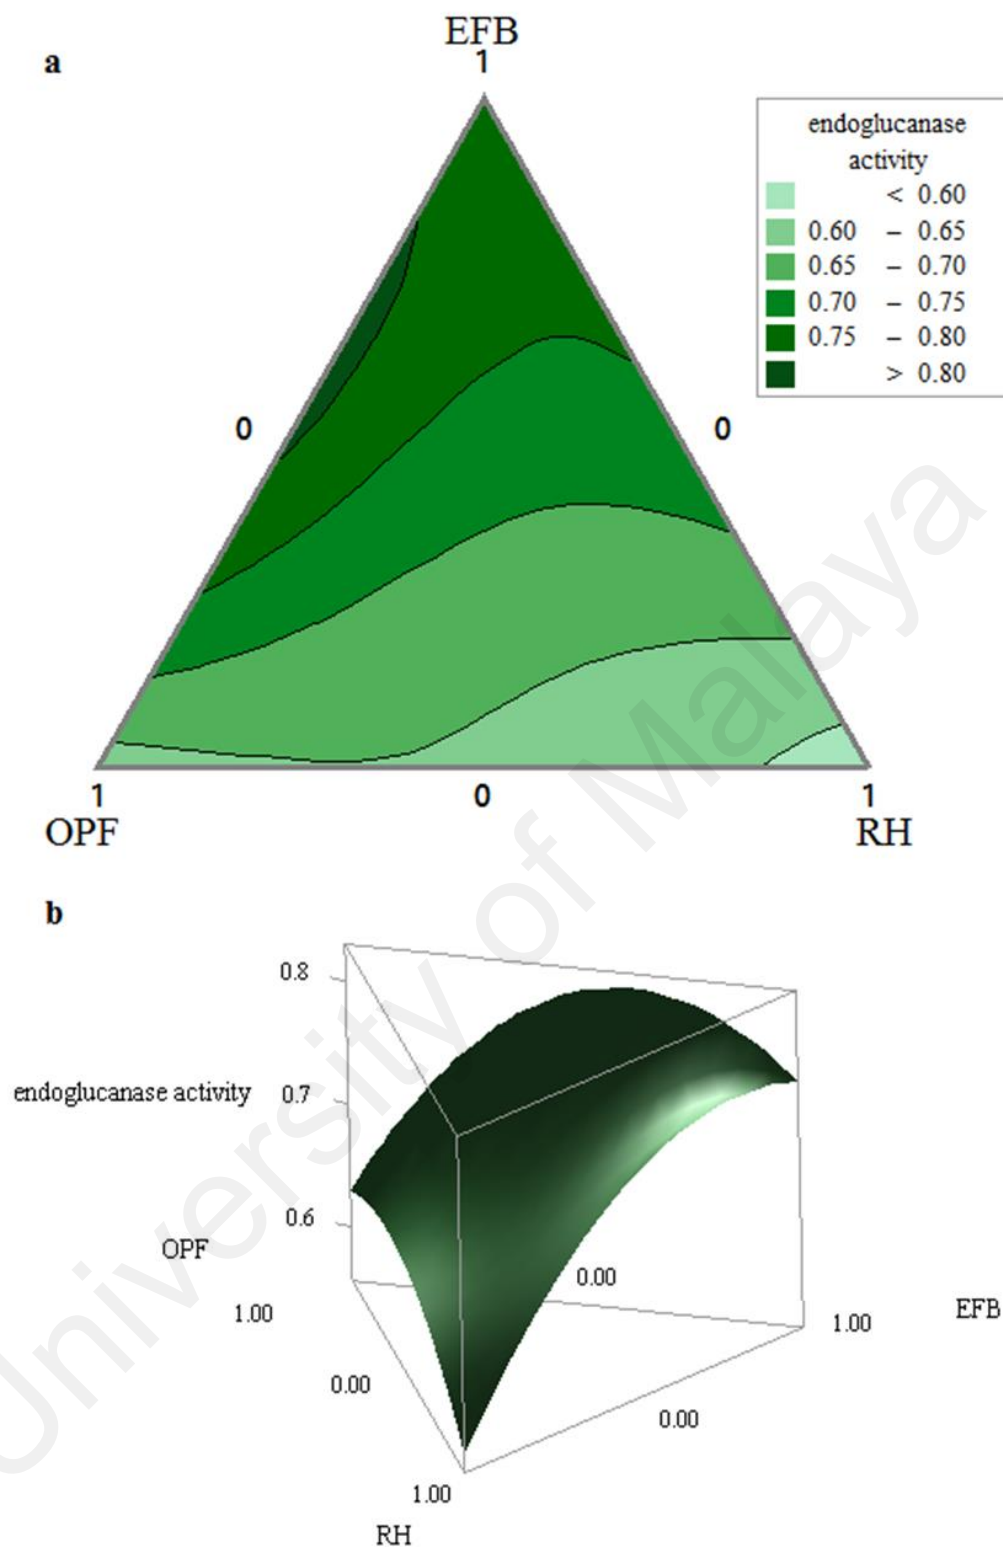 EFB
a
1
endoglucanase
activity
< 0.60
0.60 – 0.65
0.65 – 0.70
0.70 – 0.75
0.75 – 0.80
> 0.80
0 0
1 0 1
OPF RH
b
0.8
endoglucanase activity 0.7
0.6
OPF
0.00
1.00 EFB
1.00
0.00
0.00
1.00
RH
University of Malaya